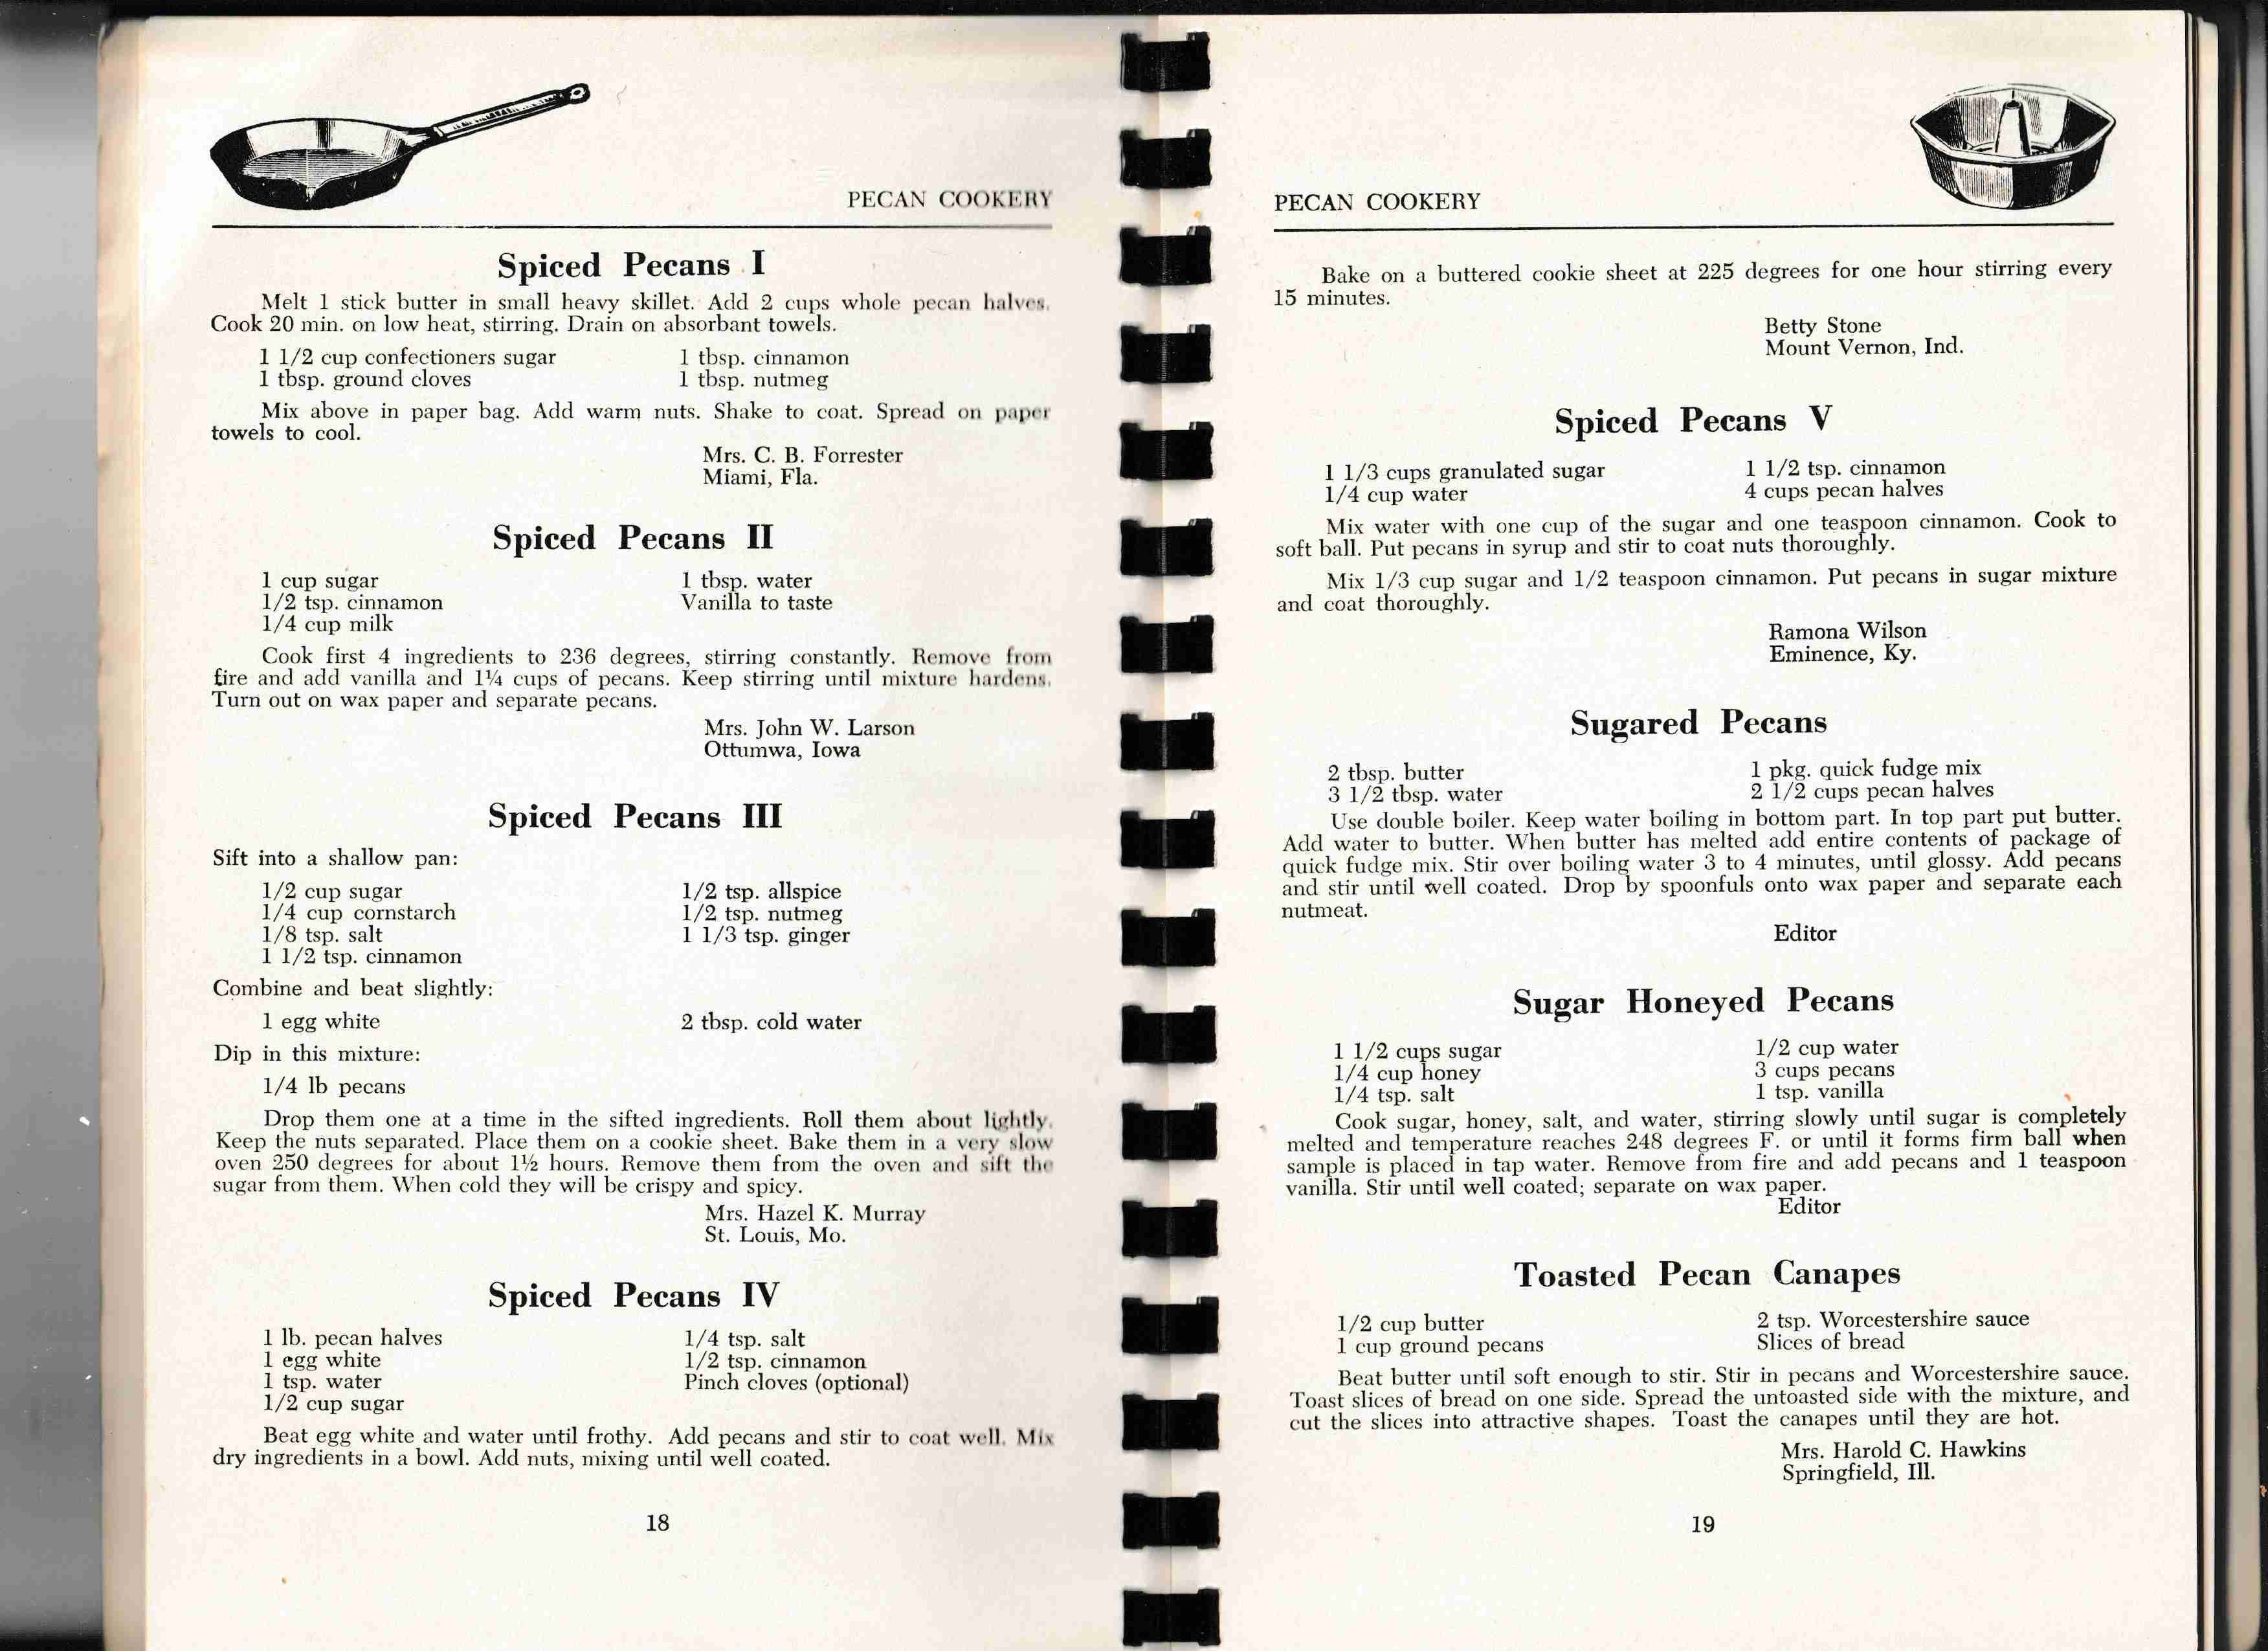 PECAN COOKERY
Spiced Pecans I
Melt 1 stick butter in small heavy skillet. Add 2 cups whole pecan halves.
Cook 20 min. on low heat, stirring. Drain on absorbant towels.
1 1/2 cup confectioners sugar 1 tbsp. cinnamon
1 tbsp. ground cloves 1 tbsp. nutmeg
Mix above in paper bag. Add warm nuts. Shake to coat. Spread on paper
towels to cool.
Mrs. C. B. Forrester
Miami, Fla.
Spiced Pecans II
1 cup sugar 1 tbsp. water
1/2 tsp. cinnamon Vanilla to taste
1/4 cup milk
Cook first 4 ingredients to 236 degrees, stirring constantly. Remove from
fire and add vanilla and 1¼ cups of pecans. Keep stirring until mixture hardens.
Turn out on wax paper and separate pecans.
Mrs. John W. Larson
Ottumwa, Iowa
Spiced Pecans III
Sift into a shallow pan:
1/2 cup sugar 1/2 tsp. allspice
1/4 cup cornstarch 1/2 tsp. nutmeg
1/8 tsp. salt 1 1/3 tsp. ginger
1 1/2 tsp. cinnamon
Combine and beat slightly:
1 egg white 2 tbsp. cold water
Dip in this mixture:
1/4 lb pecans
Drop them one at a time in the sifted ingredients. Roll them about lightly.
Keep the nuts separated. Place them on a cookie sheet. Bake them in a very slow
oven 250 degrees for about 1½ hours. Remove them from the oven and sift the
sugar from them. When cold they will be crispy and spicy.
Mrs. Hazel K. Murray
St. Louis, Mo.
Spiced Pecans IV
1 lb. pecan halves 1/4 tsp. salt
1 egg white 1/2 tsp. cinnamon
1 tsp. water Pinch cloves (optional)
1/2 cup sugar
Beat egg white and water until frothy. Add pecans and stir to coat well. Mix
dry ingredients in a bowl. Add nuts, mixing until well coated.
18
PECAN COOKERY
Bake on a buttered cookie sheet at 225 degrees for one hour stirring every
15 minutes.
Betty Stone
Mount Vernon, Ind.
Spiced Pecans V
1 1/3 cups granulated sugar 1 1/2 tsp. cinnamon
1/4 cup water 4 cups pecan halves
Mix water with one cup of the sugar and one teaspoon cinnamon. Cook to
soft ball. Put pecans in syrup and stir to coat nuts thoroughly.
Mix 1/3 cup sugar and 1/2 teaspoon cinnamon. Put pecans in sugar mixture
and coat thoroughly.
Ramona Wilson
Eminence, Ky.
Sugared Pecans
2 tbsp. butter 1 pkg. quick fudge mix
3 1/2 tbsp. water 2 1/2 cups pecan halves
Use double boiler. Keep water boiling in bottom part. In top part put butter.
Add water to butter. When butter has melted add entire contents of package of
quick fudge mix. Stir over boiling water 3 to 4 minutes, until glossy. Add pecans
and stir until well coated. Drop by spoonfuls onto wax paper and separate each
nutmeat.
Editor
Sugar Honeyed Pecans
1 1/2 cups sugar 1/2 cup water
1/4 cup honey 3 cups pecans
1/4 tsp. salt 1 tsp. vanilla
Cook sugar, honey, salt, and water, stirring slowly until sugar is completely
melted and temperature reaches 248 degrees F. or until it forms firm ball when
sample is placed in tap water. Remove from fire and add pecans and 1 teaspoon
vanilla. Stir until well coated; separate on wax paper.
Editor
Toasted Pecan Canapes
1/2 cup butter 2 tsp. Worcestershire sauce
1 cup ground pecans Slices of bread
Beat butter until soft enough to stir. Stir in pecans and Worcestershire sauce.
Toast slices of bread on one side. Spread the untoasted side with the mixture, and
cut the slices into attractive shapes. Toast the canapes until they are hot.
Mrs. Harold C. Hawkins
Springfield, Ill.
19